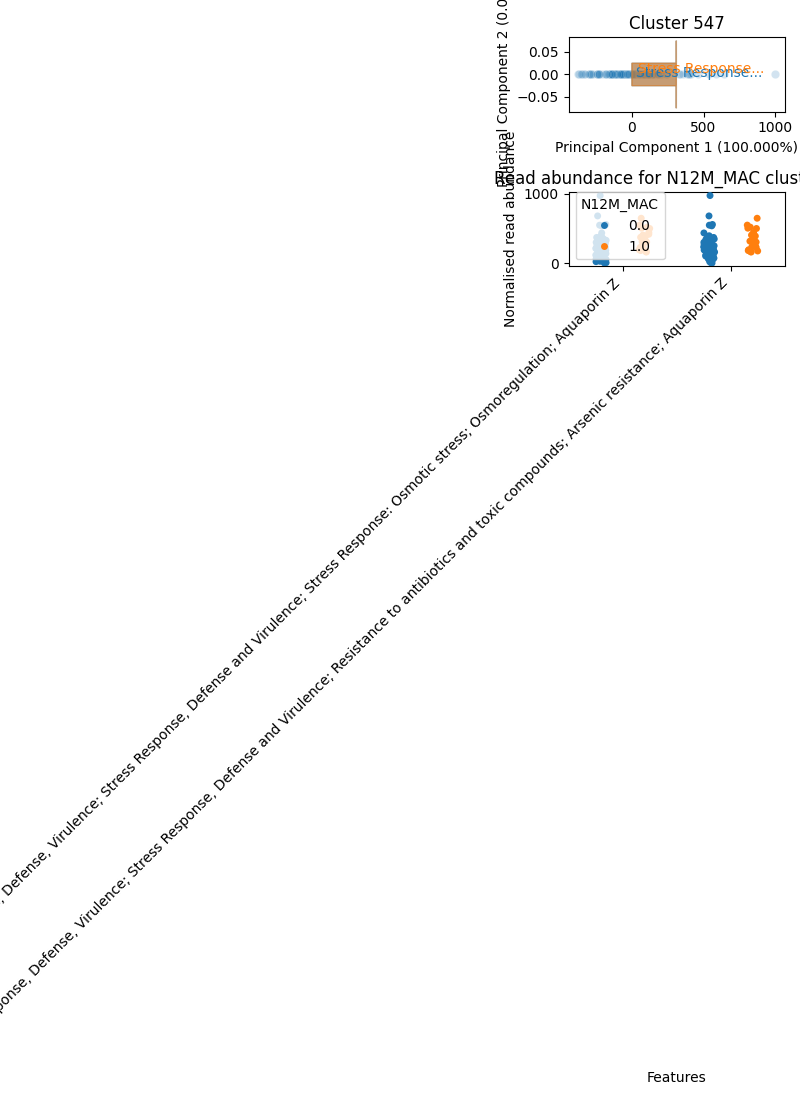 Cluster 547
Principal Component 2 (0.0
0.05
0.00
−0.05
Stress Response...
Stress Response...
0
500
1000
Principal Component 1 (100.000%)
Read abundance for N12M_MAC clust
Normalised read abundance
1000
0
N12M_MAC
0.0
1.0
, Defense, Virulence; Stress Response, Defense and Virulence; Stress Response: Osmotic stress; Osmoregulation; Aquaporin Z
ponse, Defense, Virulence; Stress Response, Defense and Virulence; Resistance to antibiotics and toxic compounds; Arsenic resistance; Aquaporin Z
Features